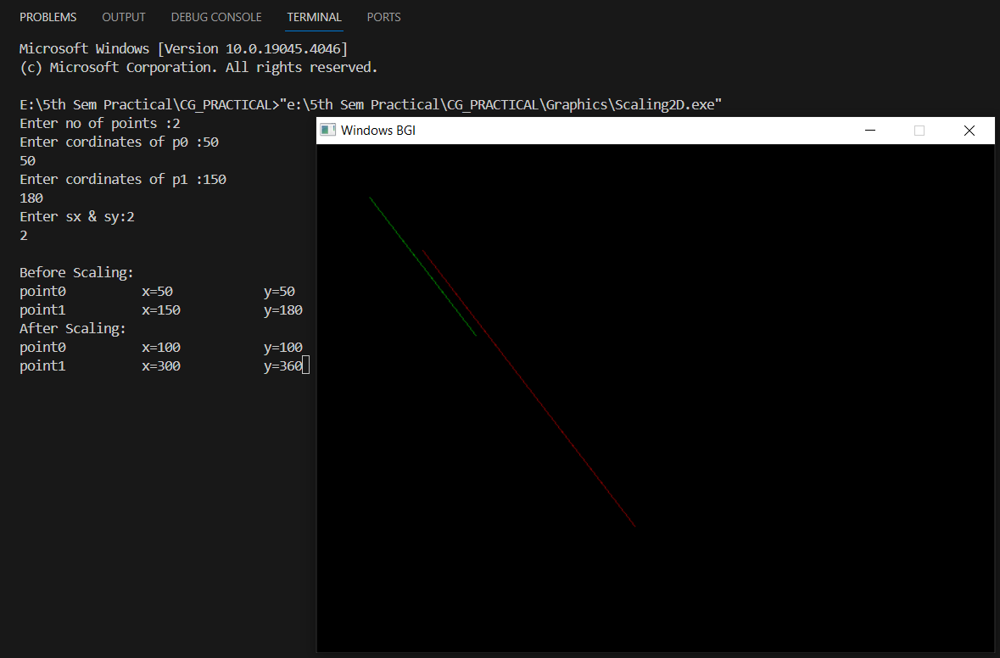 PROBLEMS OUTPUT DEBUG CONSOLE TERMINAL PORTS
Microsoft Windows [Version 10.0.19045.4046]
(c) Microsoft Corporation. All rights reserved.
E:\5th Sem Practical\CG_PRACTICAL>"e:\5th Sem Practical\CG_PRACTICAL\Graphics\Scaling2D.exe"
Enter no of points :2
Enter cordinates of p0 :50
50
Enter cordinates of p1 :150
180
Enter sx & sy:2
2
Before Scaling:
point0 x=50 y=50
point1 x=150 y=180
After Scaling:
point0 x=100 y=100
point1 x=300 y=360
Windows BGI